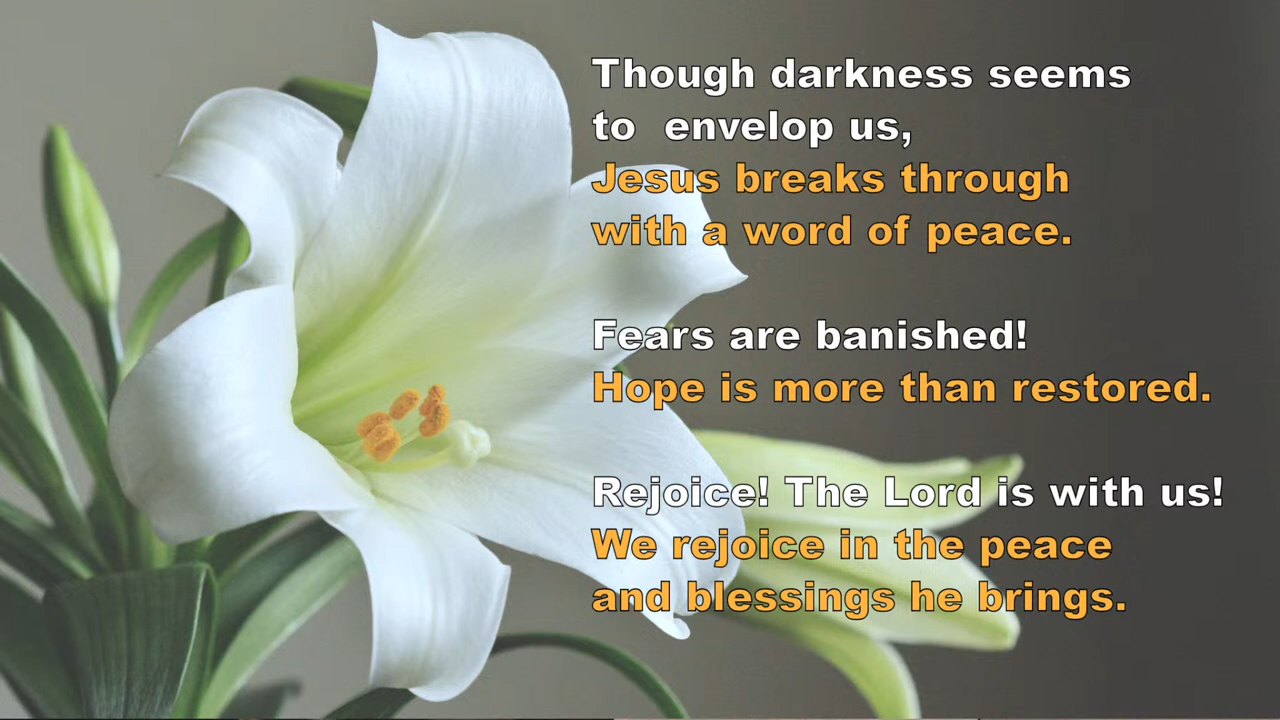 Though darkness seems
to  envelop us,
Jesus breaks through
with a word of peace.
Fears are banished!
Hope is more than restored.
Rejoice! The Lord is with us!
We rejoice in the peace
and blessings he brings.